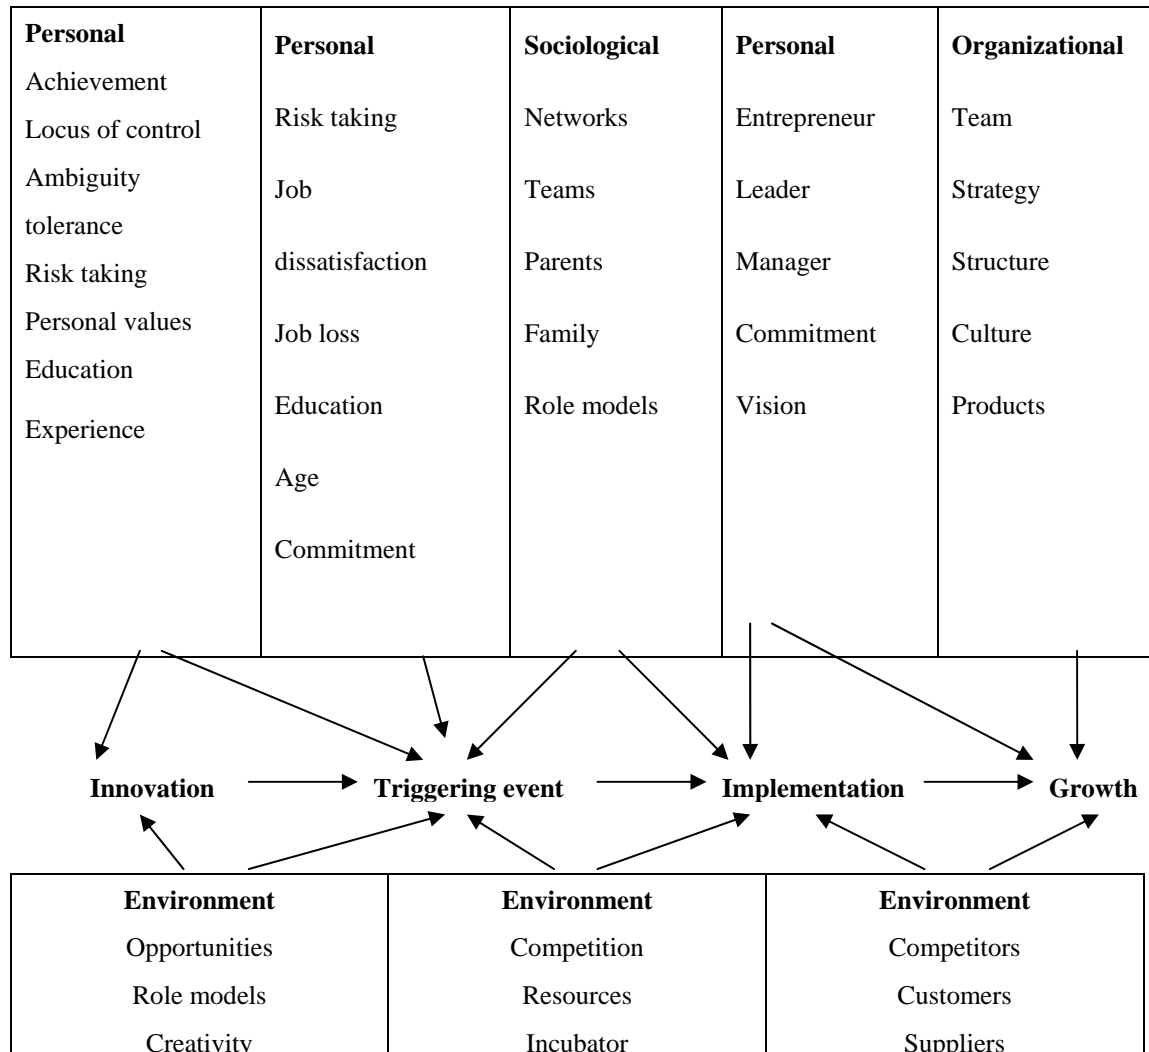 Personal
Achievement
Locus of control
Ambiguity
tolerance
Risk taking
Personal values
Education
Experience
Personal
Risk taking
Job
dissatisfaction
Job loss
Education
Age
Commitment
Sociological
Networks
Teams
Parents
Family
Role models
Personal
Entrepreneur
Leader
Manager
Commitment
Vision
Organizational
Team
Strategy
Structure
Culture
Products
Innovation
Triggering event
Implementation
Growth
Environment
Opportunities
Role models
Creativity
Environment
Competition
Resources
Incubator
Environment
Competitors
Customers
Suppliers